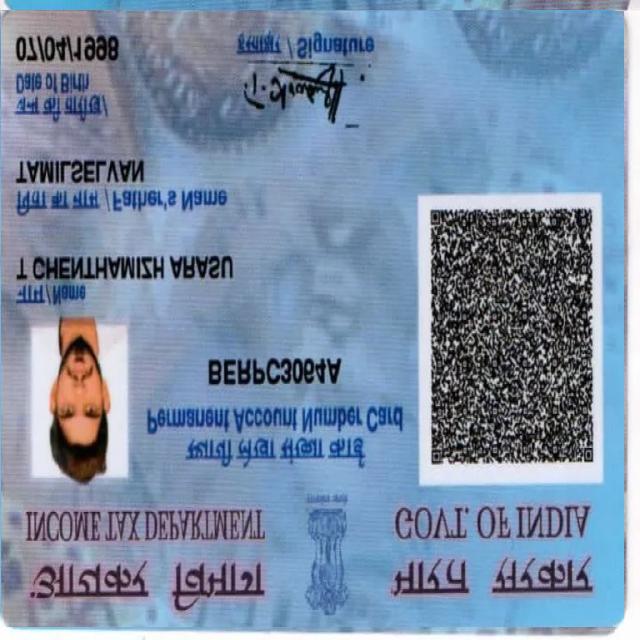 आयकर विभाग
INCOME TAX DEPARTMENT
भारत सरकार
GOVT. OF INDIA
स्थायी लेखा संख्या कार्ड
Permanent Account Number Card
BERPC3064A
नाम/Name
T CHENTHAMIZH ARASU
पिता का नाम/Father's Name
TAMILSELVAN
जन्म की तारीख/
Date of Birth
07/04/1998
हस्ताक्षर/Signature